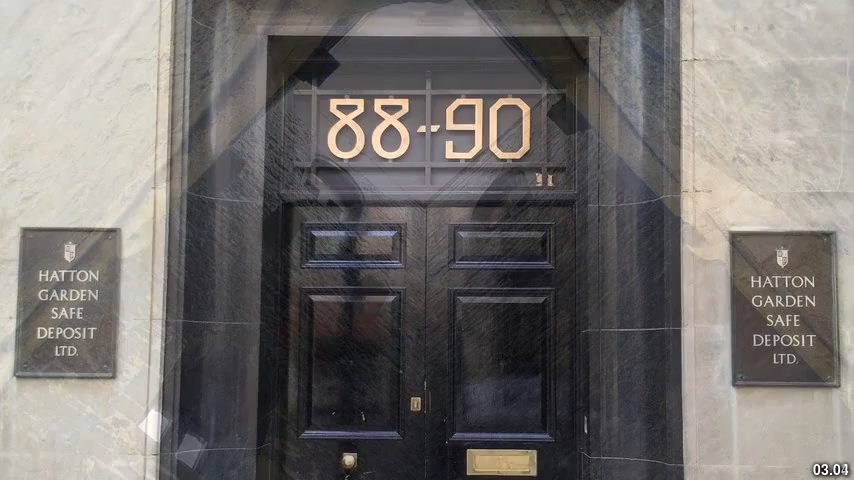 88-90
HATTON
GARDEN
SAFE
DEPOSIT
LTD.
HATTON
GARDEN
SAFE
DEPOSIT
LTD.
03.04